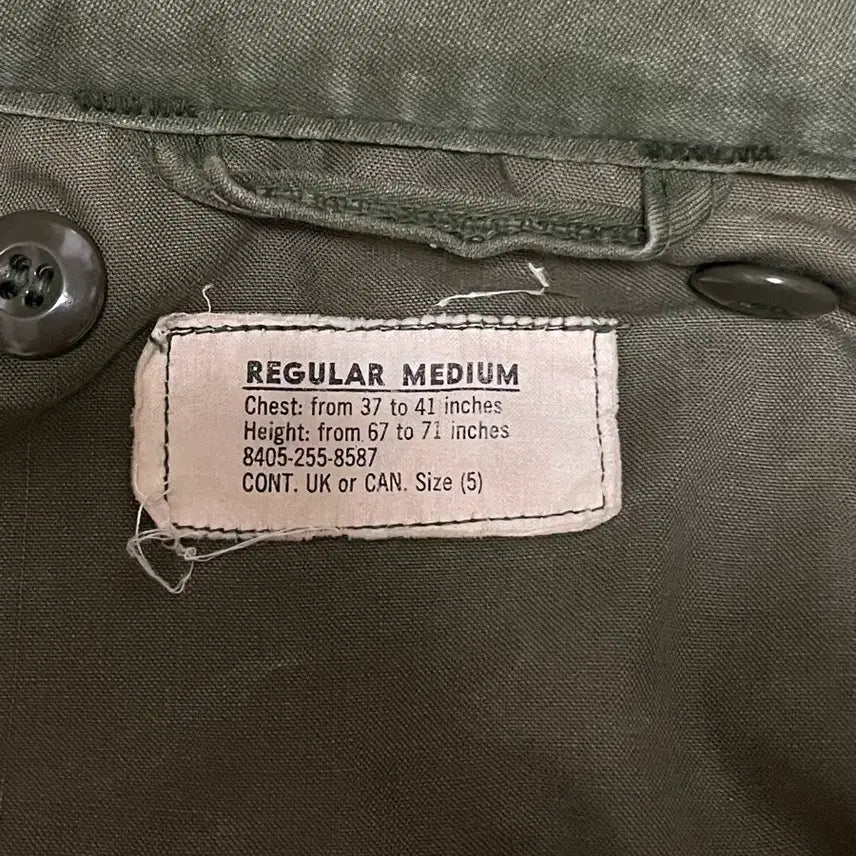 REGULAR MEDIUM
Chest: from 37 to 41 inches
Height: from 67 to 71 inches
8405-255-8587
CONT. UK or CAN. Size (5)